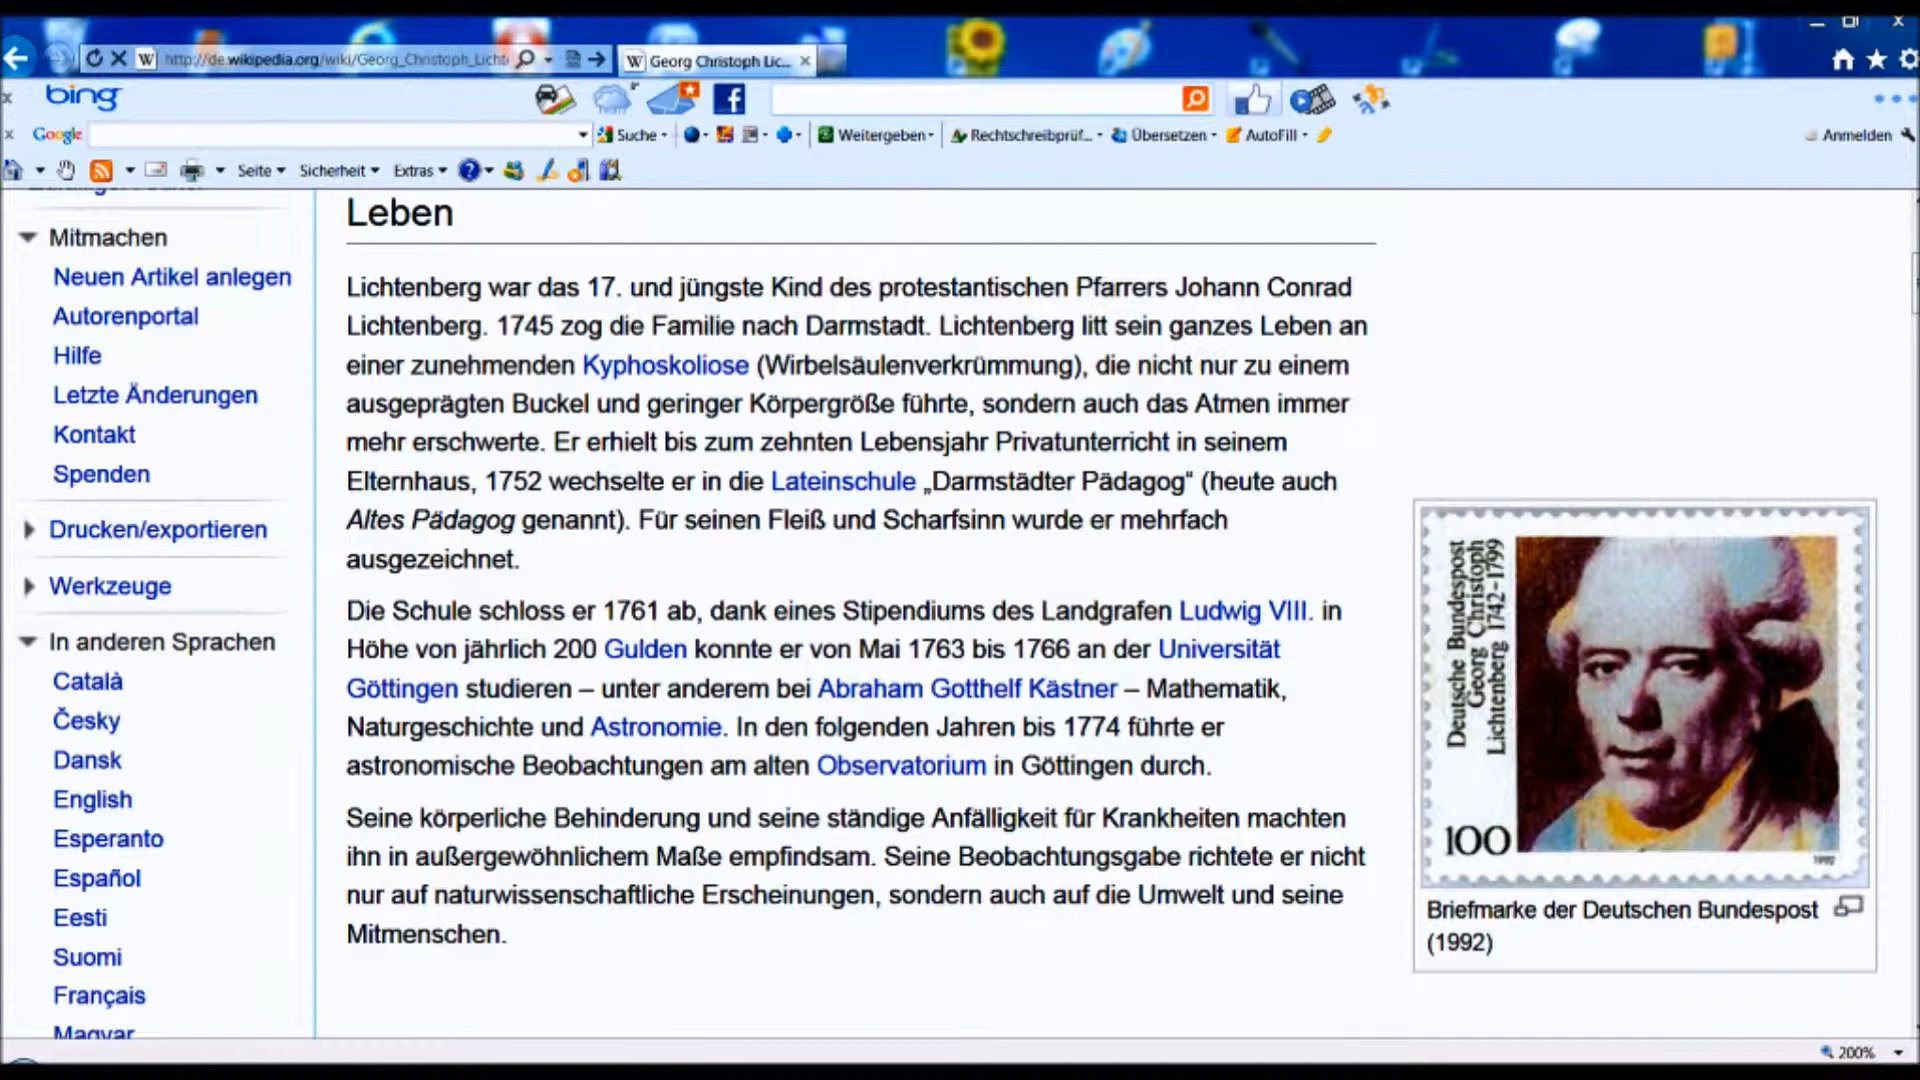 http://de.wikipedia.org/wiki/Georg_Christoph_Licht
Georg Christoph Lic...
bing
Google
Suche
Weitergeben
Rechtschreibprüf...
Übersetzen
AutoFill
Anmelden
Seite
Sicherheit
Extras
Mitmachen
Neuen Artikel anlegen
Autorenportal
Hilfe
Letzte Änderungen
Kontakt
Spenden
Drucken/exportieren
Werkzeuge
In anderen Sprachen
Català
Česky
Dansk
English
Esperanto
Español
Eesti
Suomi
Français
Magyar
Leben
Lichtenberg war das 17. und jüngste Kind des protestantischen Pfarrers Johann Conrad
Lichtenberg. 1745 zog die Familie nach Darmstadt. Lichtenberg litt sein ganzes Leben an
einer zunehmenden Kyphoskoliose (Wirbelsäulenverkrümmung), die nicht nur zu einem
ausgeprägten Buckel und geringer Körpergröße führte, sondern auch das Atmen immer
mehr erschwerte. Er erhielt bis zum zehnten Lebensjahr Privatunterricht in seinem
Elternhaus, 1752 wechselte er in die Lateinschule „Darmstädter Pädagog“ (heute auch
Altes Pädagog genannt). Für seinen Fleiß und Scharfsinn wurde er mehrfach
ausgezeichnet.
Die Schule schloss er 1761 ab, dank eines Stipendiums des Landgrafen Ludwig VIII. in
Höhe von jährlich 200 Gulden konnte er von Mai 1763 bis 1766 an der Universität
Göttingen studieren – unter anderem bei Abraham Gotthelf Kästner – Mathematik,
Naturgeschichte und Astronomie. In den folgenden Jahren bis 1774 führte er
astronomische Beobachtungen am alten Observatorium in Göttingen durch.
Seine körperliche Behinderung und seine ständige Anfälligkeit für Krankheiten machten
ihn in außergewöhnlichem Maße empfindsam. Seine Beobachtungsgabe richtete er nicht
nur auf naturwissenschaftliche Erscheinungen, sondern auch auf die Umwelt und seine
Mitmenschen.
Deutsche Bundespost
Georg Christoph
Lichtenberg 1742-1799
100
1992
Briefmarke der Deutschen Bundespost
(1992)
200%